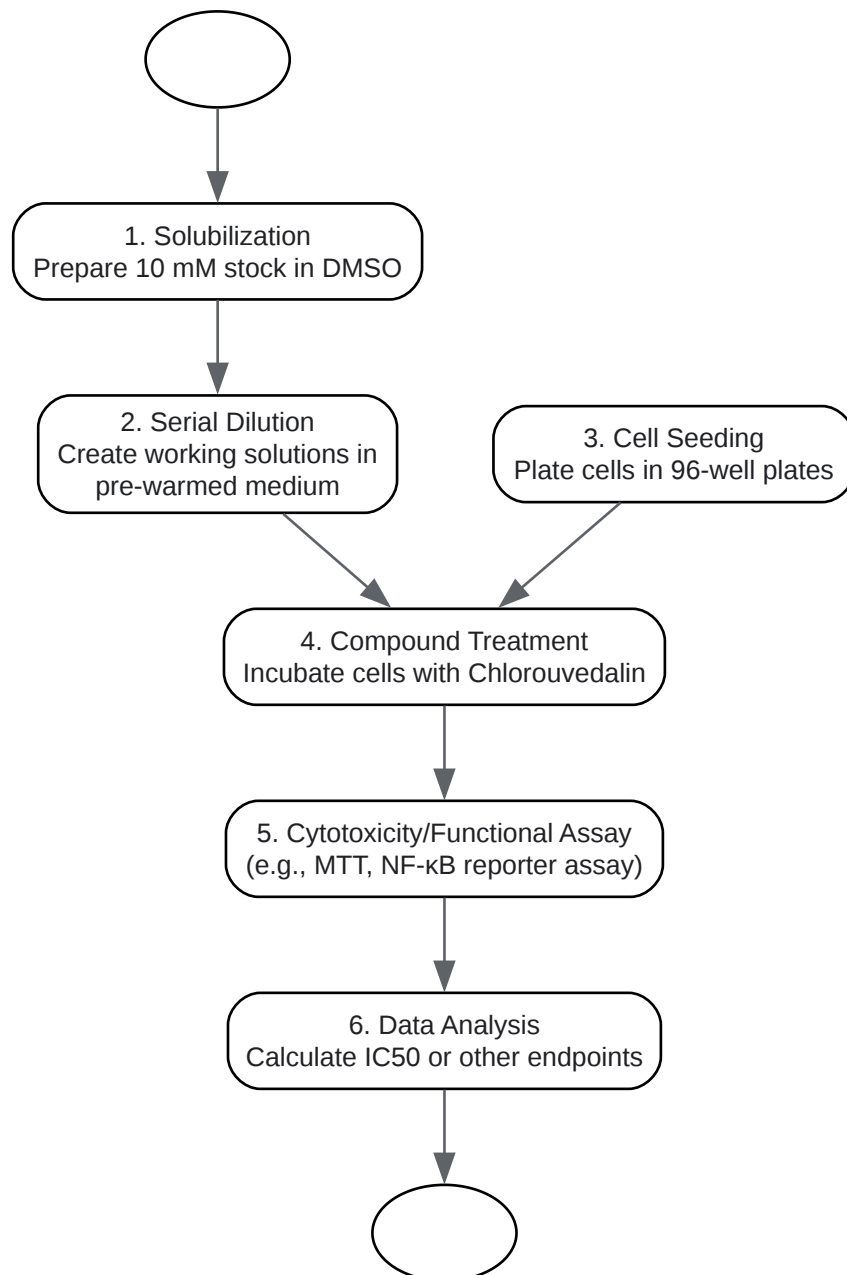 1. Solubilization
Prepare 10 mM stock in DMSO
2. Serial Dilution
Create working solutions in
pre-warmed medium
3. Cell Seeding
Plate cells in 96-well plates
4. Compound Treatment
Incubate cells with Chlorouvedalin
5. Cytotoxicity/Functional Assay
(e.g., MTT, NF-κB reporter assay)
6. Data Analysis
Calculate IC50 or other endpoints